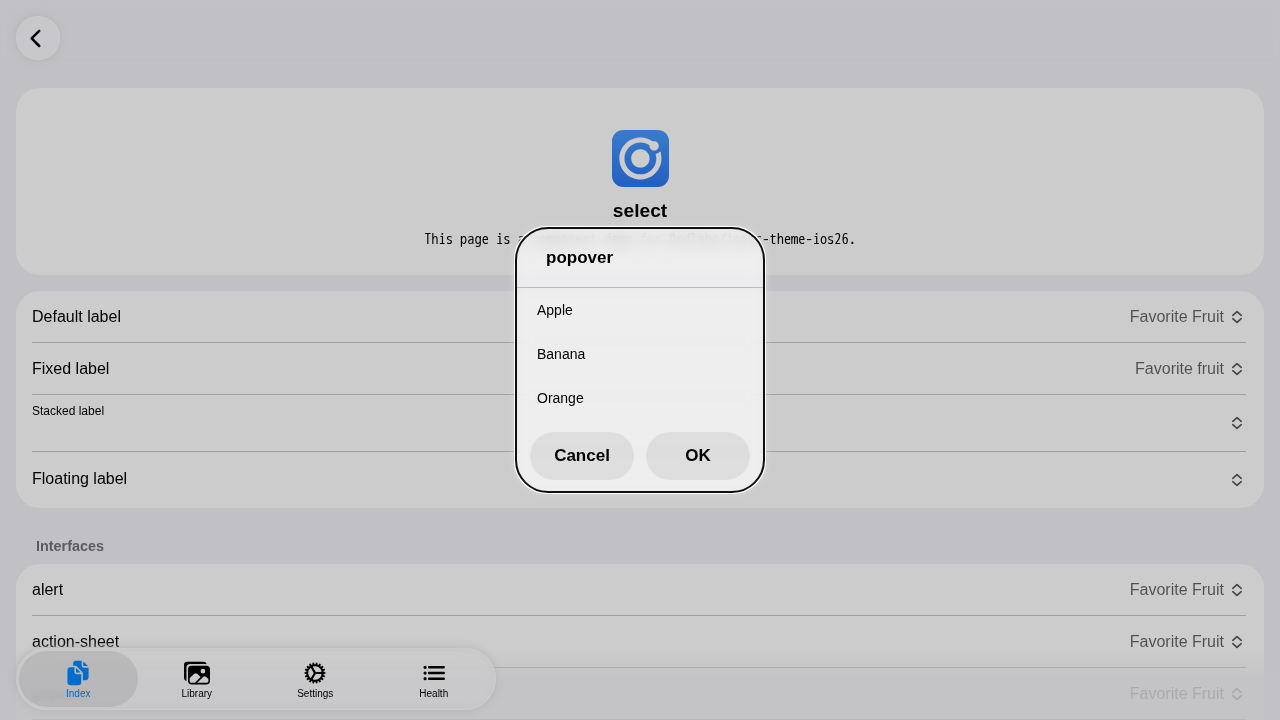 select
This page is
-theme-ios26.
popover
Apple
Banana
Orange
Cancel OK
Default label Favorite Fruit
Fixed label Favorite fruit
Stacked label
Floating label
Interfaces
alert Favorite Fruit
action-sheet Favorite Fruit
Favorite Fruit
Index Library Settings Health